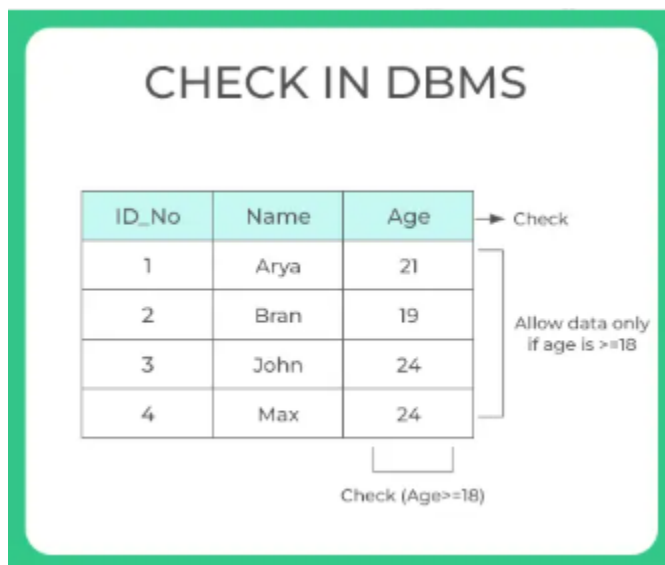 CHECK IN DBMS
ID_No Name Age Check
1 Arya 21
2 Bran 19
Allow data only
if age is >=18
3 John 24
4 Max 24
Check (Age>=18)